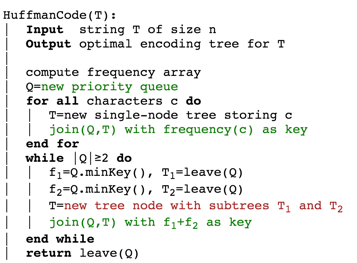 HuffmanCode(T):
Input string T of size n
Output optimal encoding tree for T
compute frequency array
Q=new priority queue
for all characters c do
T=new single-node tree storing c
join(Q,T) with frequency(c) as key
end for
while |Q|≥2 do
f₁=Q.minKey(), T₁=leave(Q)
f₂=Q.minKey(), T₂=leave(Q)
T=new tree node with subtrees T₁ and T₂
join(Q,T) with f₁+f₂ as key
end while
return leave(Q)